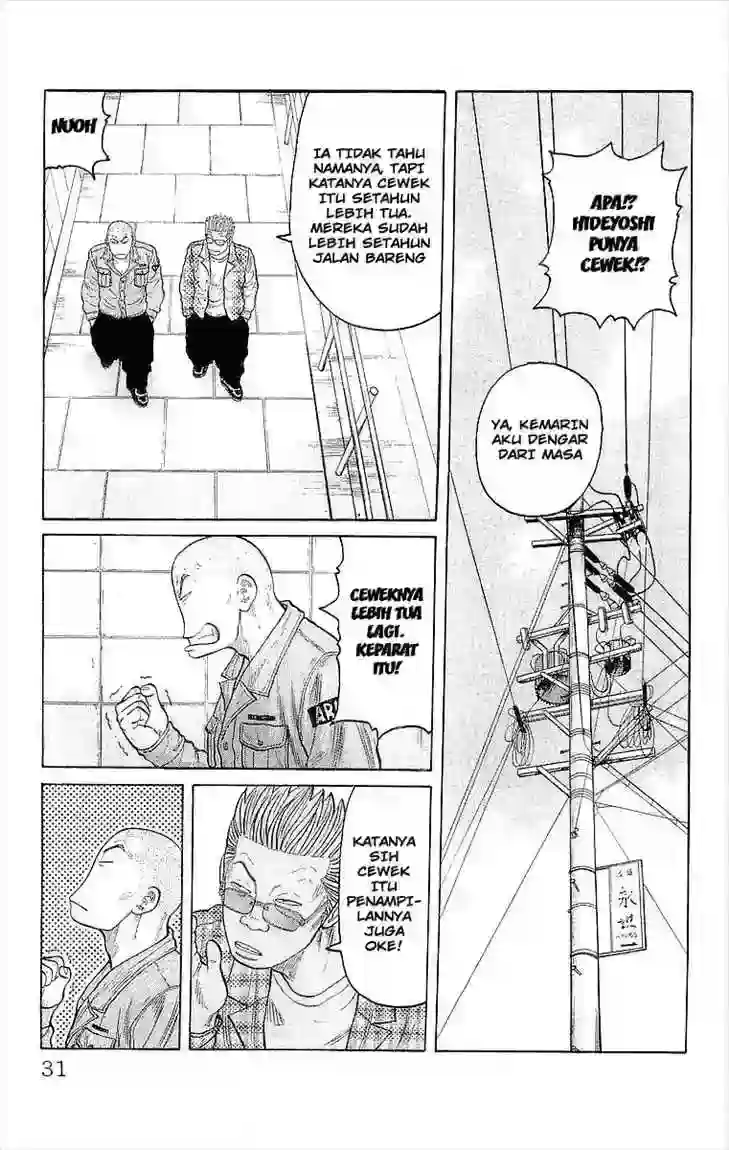 APA!?
HIDEYOSHI
PUNYA
CEWEK!?
YA, KEMARIN
AKU DENGAR
DARI MASA
IA TIDAK TAHU
NAMANYA, TAPI
KATANYA CEWEK
ITU SETAHUN
LEBIH TUA.
MEREKA SUDAH
LEBIH SETAHUN
JALAN BARENG
NUOH
CEWEKNYA
LEBIH TUA
LAGI.
KEPARAT
ITU!
AR
KATANYA
SIH
CEWEK
ITU
PENAMPI-
LANNYA
JUGA
OKE!
31